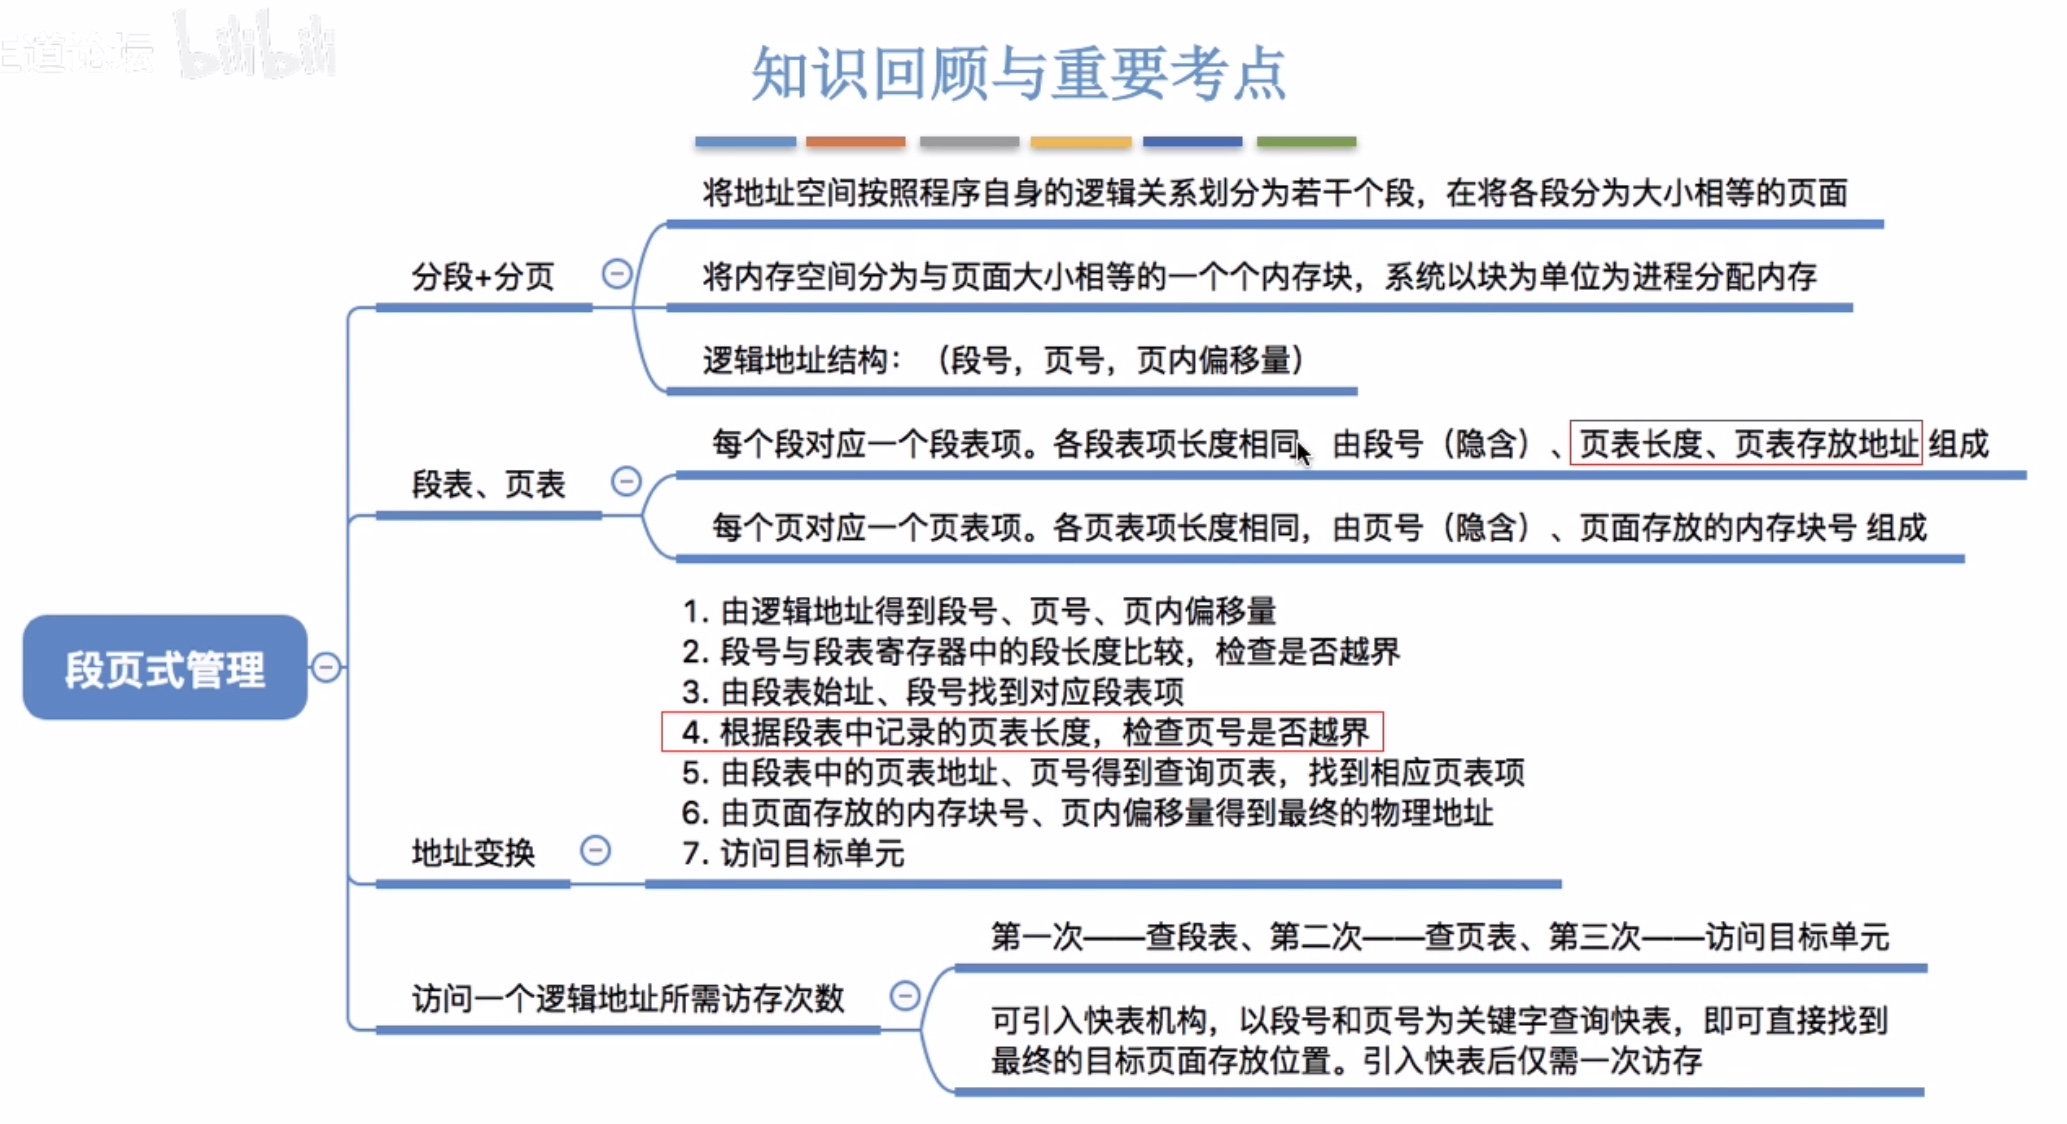 王道论坛 bilibili
知识回顾与重要考点
将地址空间按照程序自身的逻辑关系划分为若干个段，在将各段分为大小相等的页面
分段+分页
将内存空间分为与页面大小相等的一个个内存块，系统以块为单位为进程分配内存
逻辑地址结构：（段号，页号，页内偏移量）
每个段对应一个段表项。各段表项长度相同，由段号（隐含）、页表长度、页表存放地址 组成
段表、页表
每个页对应一个页表项。各页表项长度相同，由页号（隐含）、页面存放的内存块号 组成
段页式管理
1. 由逻辑地址得到段号、页号、页内偏移量
2. 段号与段表寄存器中的段长度比较，检查是否越界
3. 由段表始址、段号找到对应段表项
4. 根据段表中记录的页表长度，检查页号是否越界
5. 由段表中的页表地址、页号得到查询页表，找到相应页表项
6. 由页面存放的内存块号、页内偏移量得到最终的物理地址
7. 访问目标单元
地址变换
第一次——查段表、第二次——查页表、第三次——访问目标单元
访问一个逻辑地址所需访存次数
可引入快表机构，以段号和页号为关键字查询快表，即可直接找到
最终的目标页面存放位置。引入快表后仅需一次访存